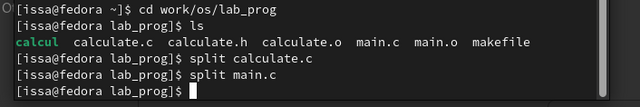 [issa@fedora ~]$ cd work/os/lab_prog
[issa@fedora lab_prog]$ ls
calcul calculate.c calculate.h calculate.o main.c main.o makefile
[issa@fedora lab_prog]$ split calculate.c
[issa@fedora lab_prog]$ split main.c
[issa@fedora lab_prog]$